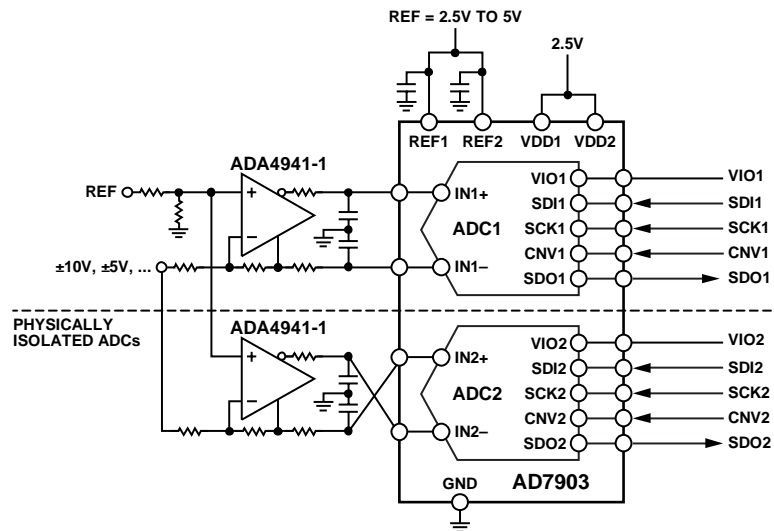 REF = 2.5V TO 5V
2.5V
REF1 REF2 VDD1 VDD2
ADA4941-1
REF
±10V, ±5V, ...
+
–
IN1+
IN1–
ADC1
VIO1
SDI1
SCK1
CNV1
SDO1
VIO1
SDI1
SCK1
CNV1
SDO1
PHYSICALLY
ISOLATED ADCs
ADA4941-1
+
–
IN2+
IN2–
ADC2
VIO2
SDI2
SCK2
CNV2
SDO2
VIO2
SDI2
SCK2
CNV2
SDO2
GND
AD7903